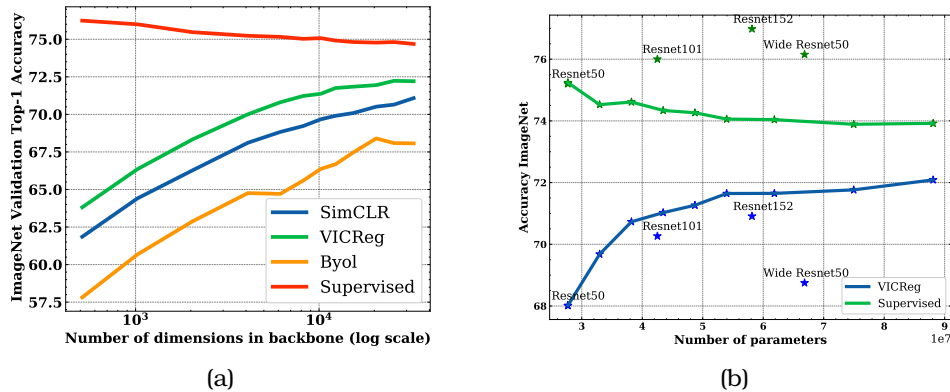 ImageNet Validation Top-1 Accuracy
75.0
72.5
70.0
67.5
65.0
62.5
60.0
57.5
SimCLR
VICReg
Byol
Supervised
10³
10⁴
Number of dimensions in backbone (log scale)
(a)
Accuracy ImageNet
76
74
72
70
68
Resnet152
Resnet101
Wide Resnet50
Resnet50
Resnet152
Resnet101
Wide Resnet50
Resnet50
VICReg
Supervised
3
4
5
6
7
8
9
1e7
Number of parameters
(b)